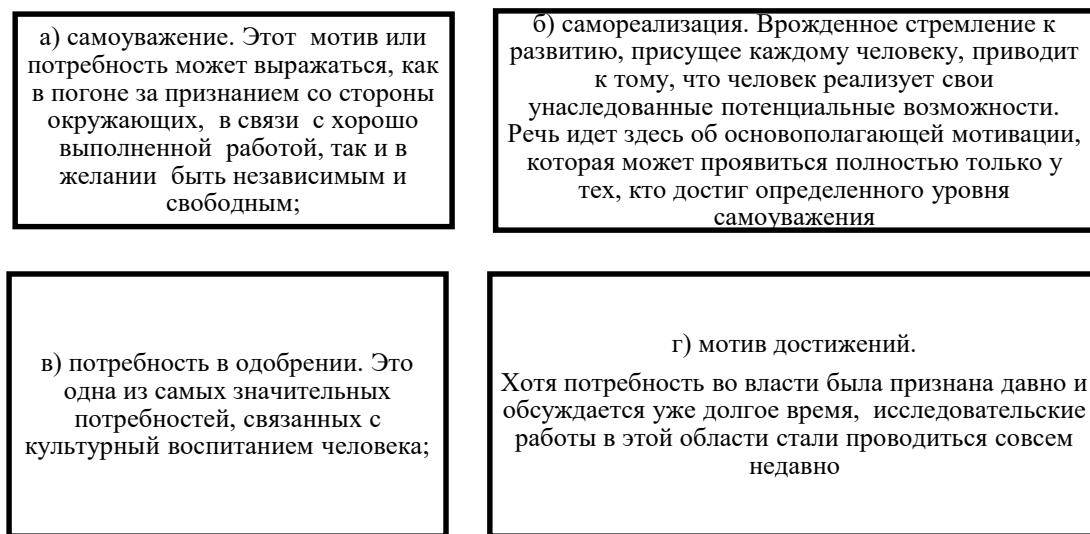 а) самоуважение. Этот мотив или
потребность может выражаться, как
в погоне за признанием со стороны
окружающих, в связи с хорошо
выполненной работой, так и в
желании быть независимым и
свободным;
б) самореализация. Врожденное стремление к
развитию, присущее каждому человеку, приводит
к тому, что человек реализует свои
унаследованные потенциальные возможности.
Речь идет здесь об основополагающей мотивации,
которая может проявиться полностью только у
тех, кто достиг определенного уровня
самоуважения
в) потребность в одобрении. Это
одна из самых значительных
потребностей, связанных с
культурный воспитанием человека;
г) мотив достижений.
Хотя потребность во власти была признана давно и
обсуждается уже долгое время, исследовательские
работы в этой области стали проводиться совсем
недавно